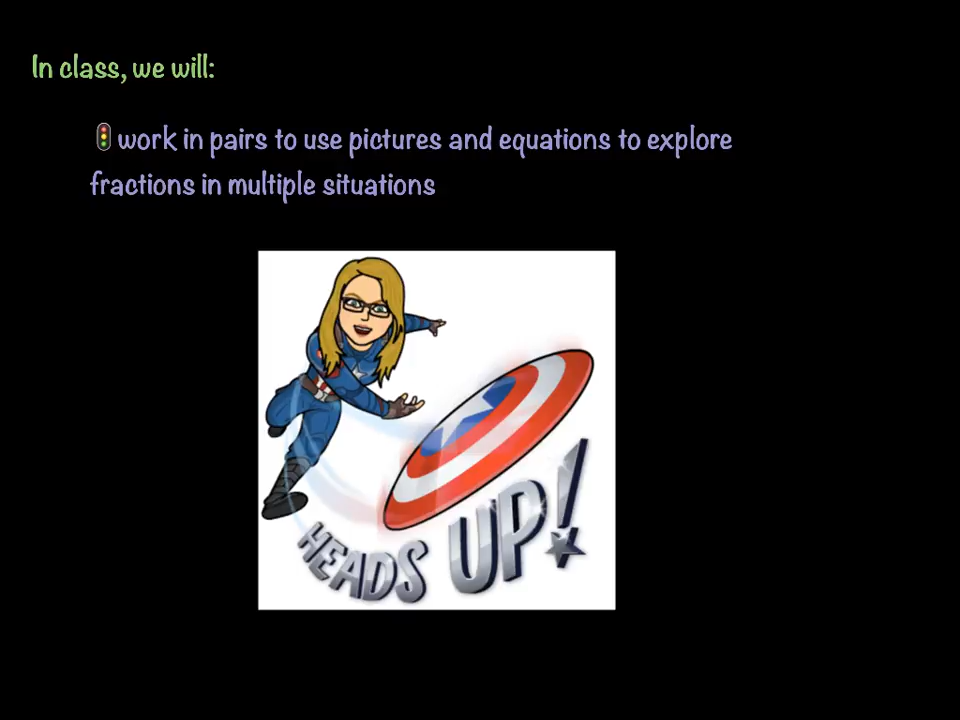 In class, we will:
work in pairs to use pictures and equations to explore
fractions in multiple situations
HEADS UP!